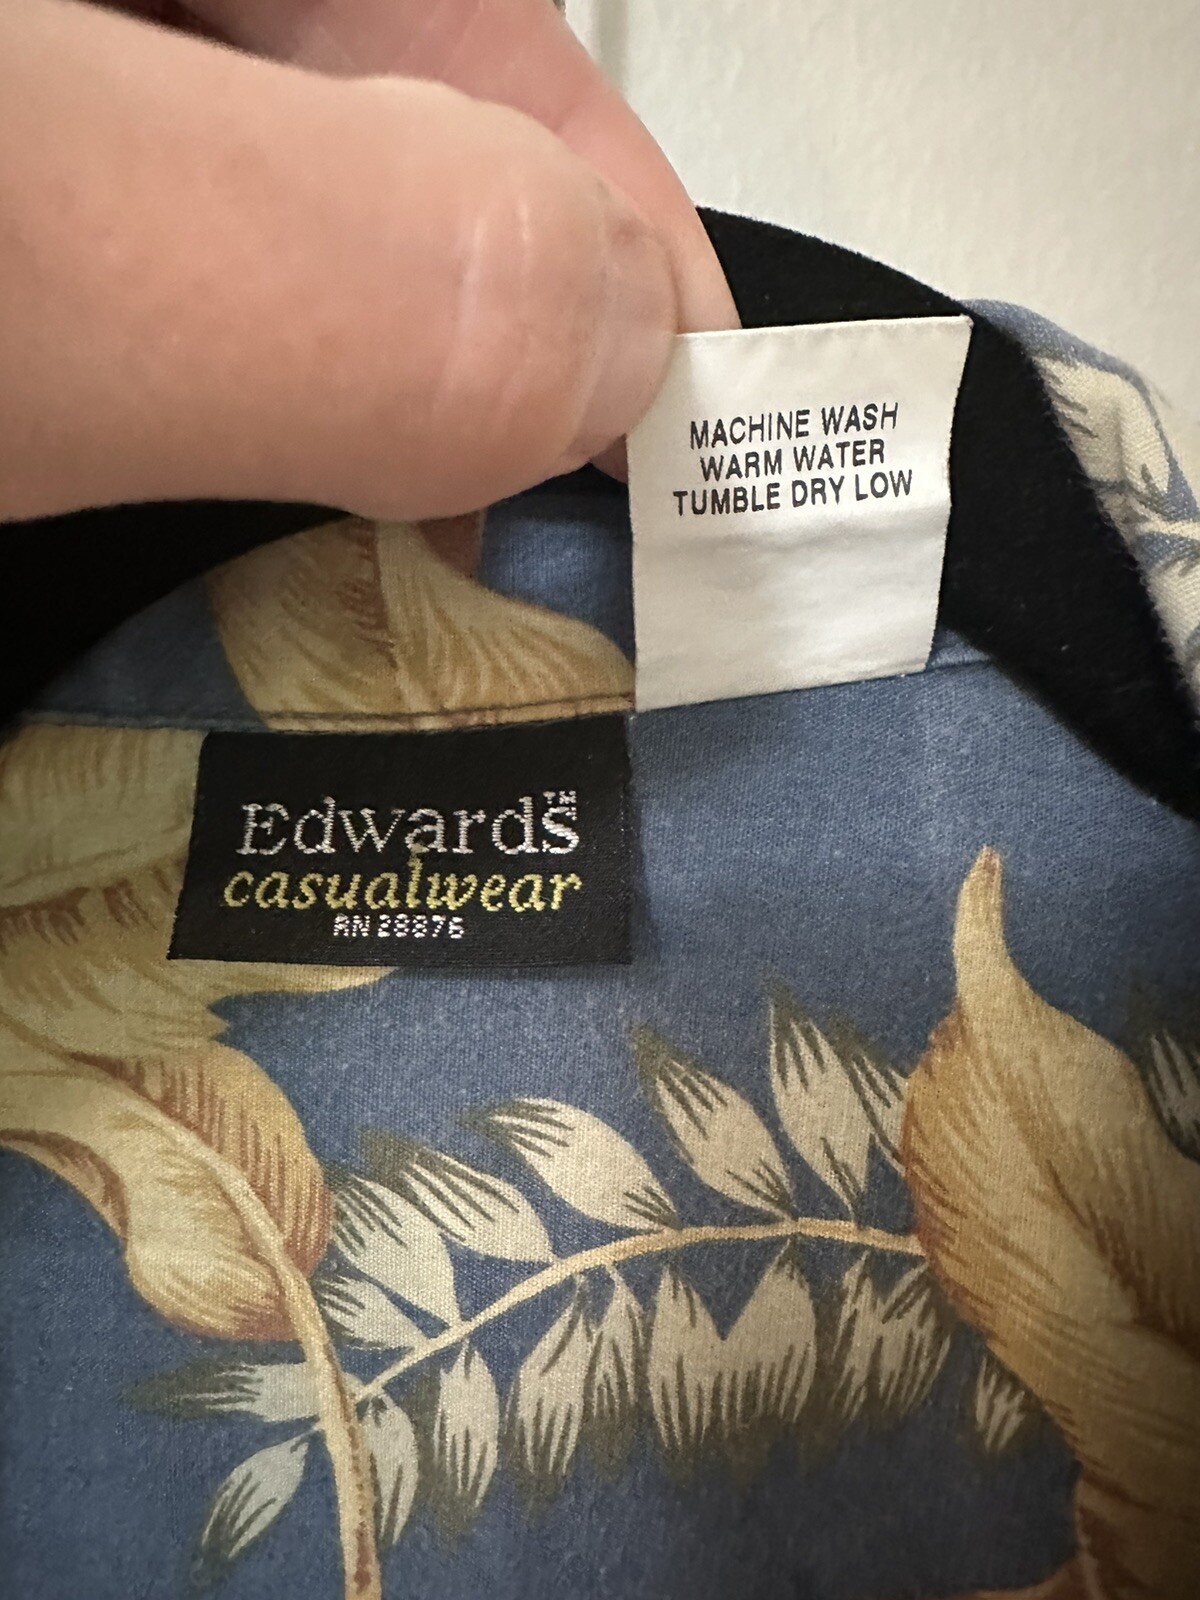 MACHINE WASH
WARM WATER
TUMBLE DRY LOW
Edwards™
casualwear
RN 28876